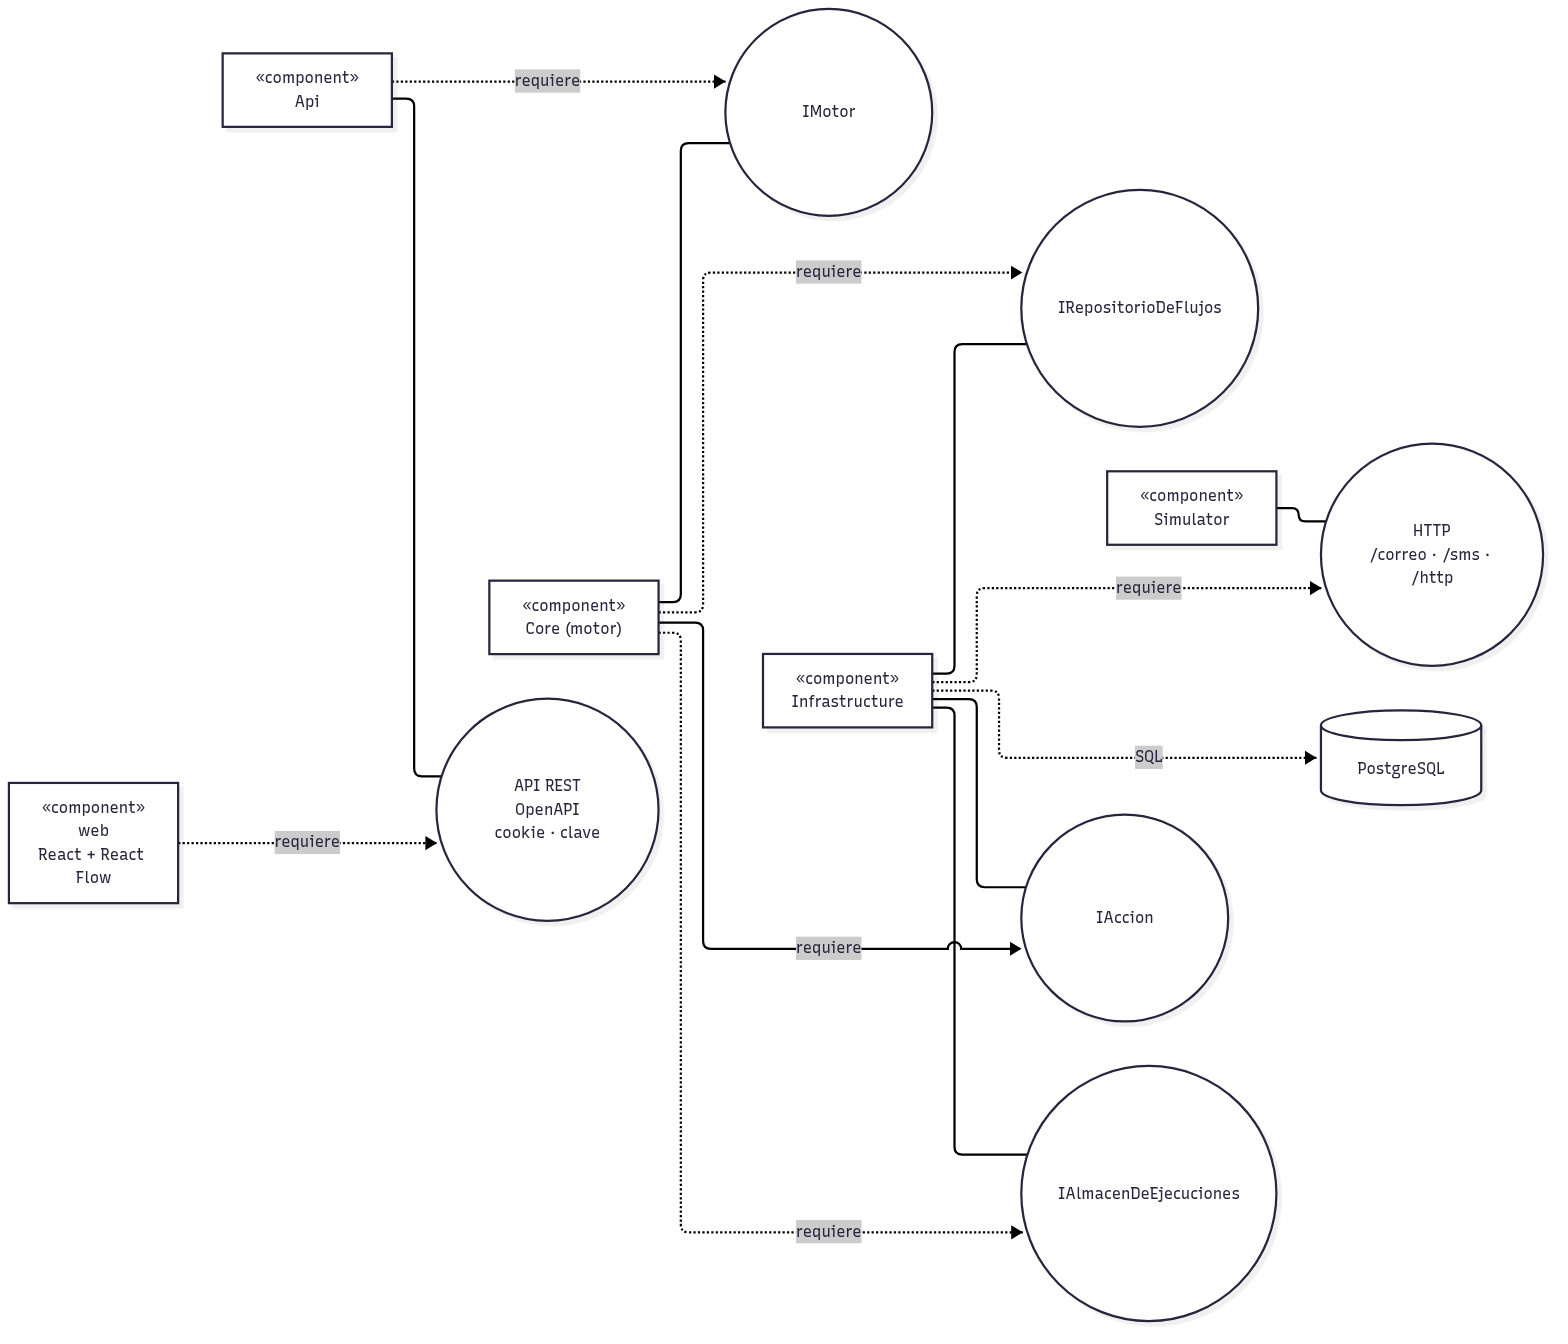 «component»
Api
requiere
IMotor
requiere
IRepositorioDeFlujos
«component»
Simulator
HTTP
/correo · /sms ·
/http
requiere
«component»
Core (motor)
«component»
Infrastructure
SQL
PostgreSQL
«component»
web
React + React
Flow
requiere
API REST
OpenAPI
cookie · clave
requiere
IAccion
requiere
IAlmacenDeEjecuciones